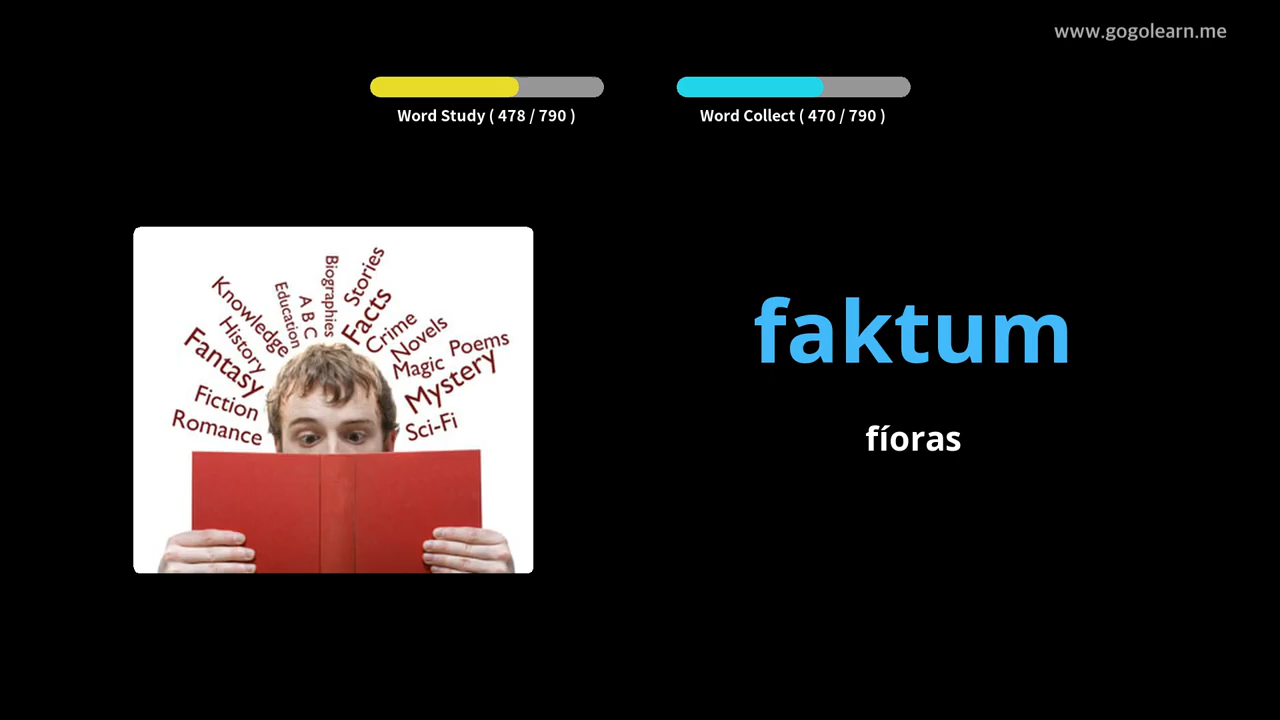 www.gogolearn.me
Word Study ( 478 / 790 )
Word Collect ( 470 / 790 )
Knowledge
Education
A B C
Biographies
Stories
Facts
Crime
Novels
Poems
Magic
Mystery
Sci-Fi
History
Fantasy
Fiction
Romance
faktum
fíoras